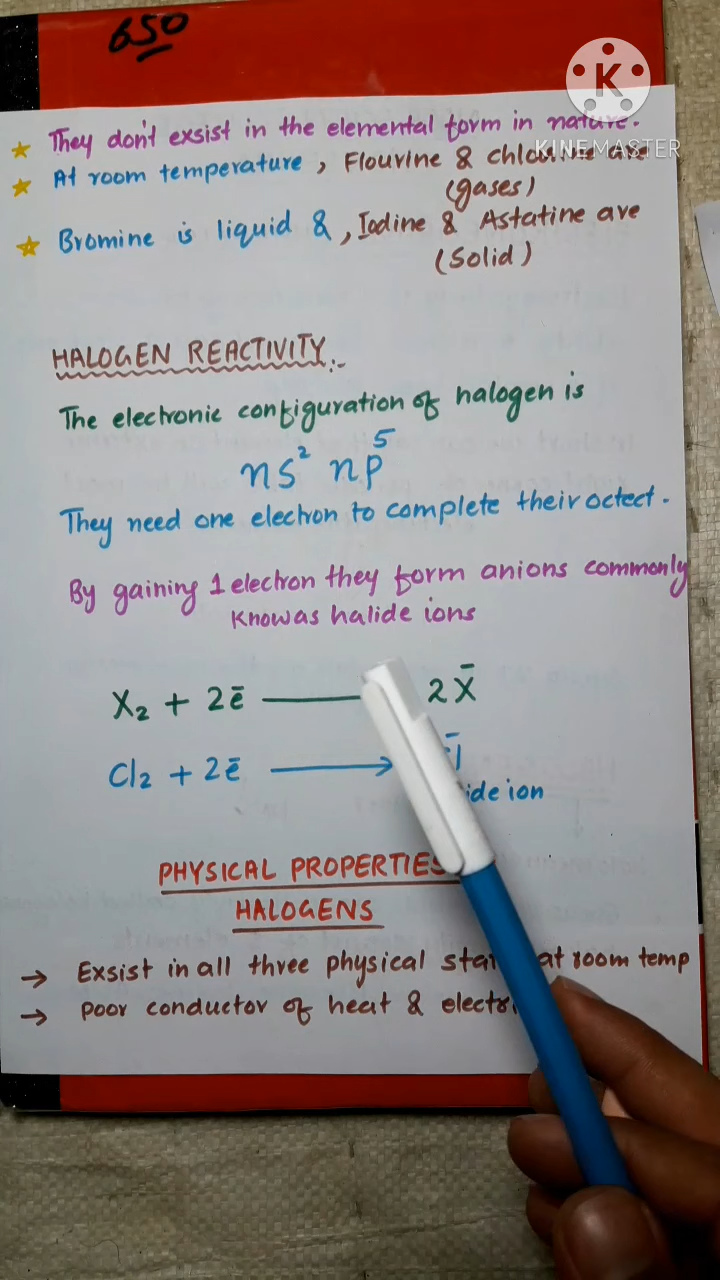 650
K
KINEMASTER
They don't exsist in the elemental form in nature.
At room temperature, Flourine & chlorine are
(gases)
Bromine is liquid &, Iodine & Astatine are
(Solid)
HALOGEN REACTIVITY:-
The electronic configuration of halogen is
ns² np⁵
They need one electron to complete their octect.
By gaining 1 electron they form anions commonly
Knowas halide ions
X₂ + 2ē 2X̄
Cl₂ + 2ē →
ide ion
PHYSICAL PROPERTIES
HALOGENS
→ Exsist in all three physical at room temp
→ Poor conductor of heat &